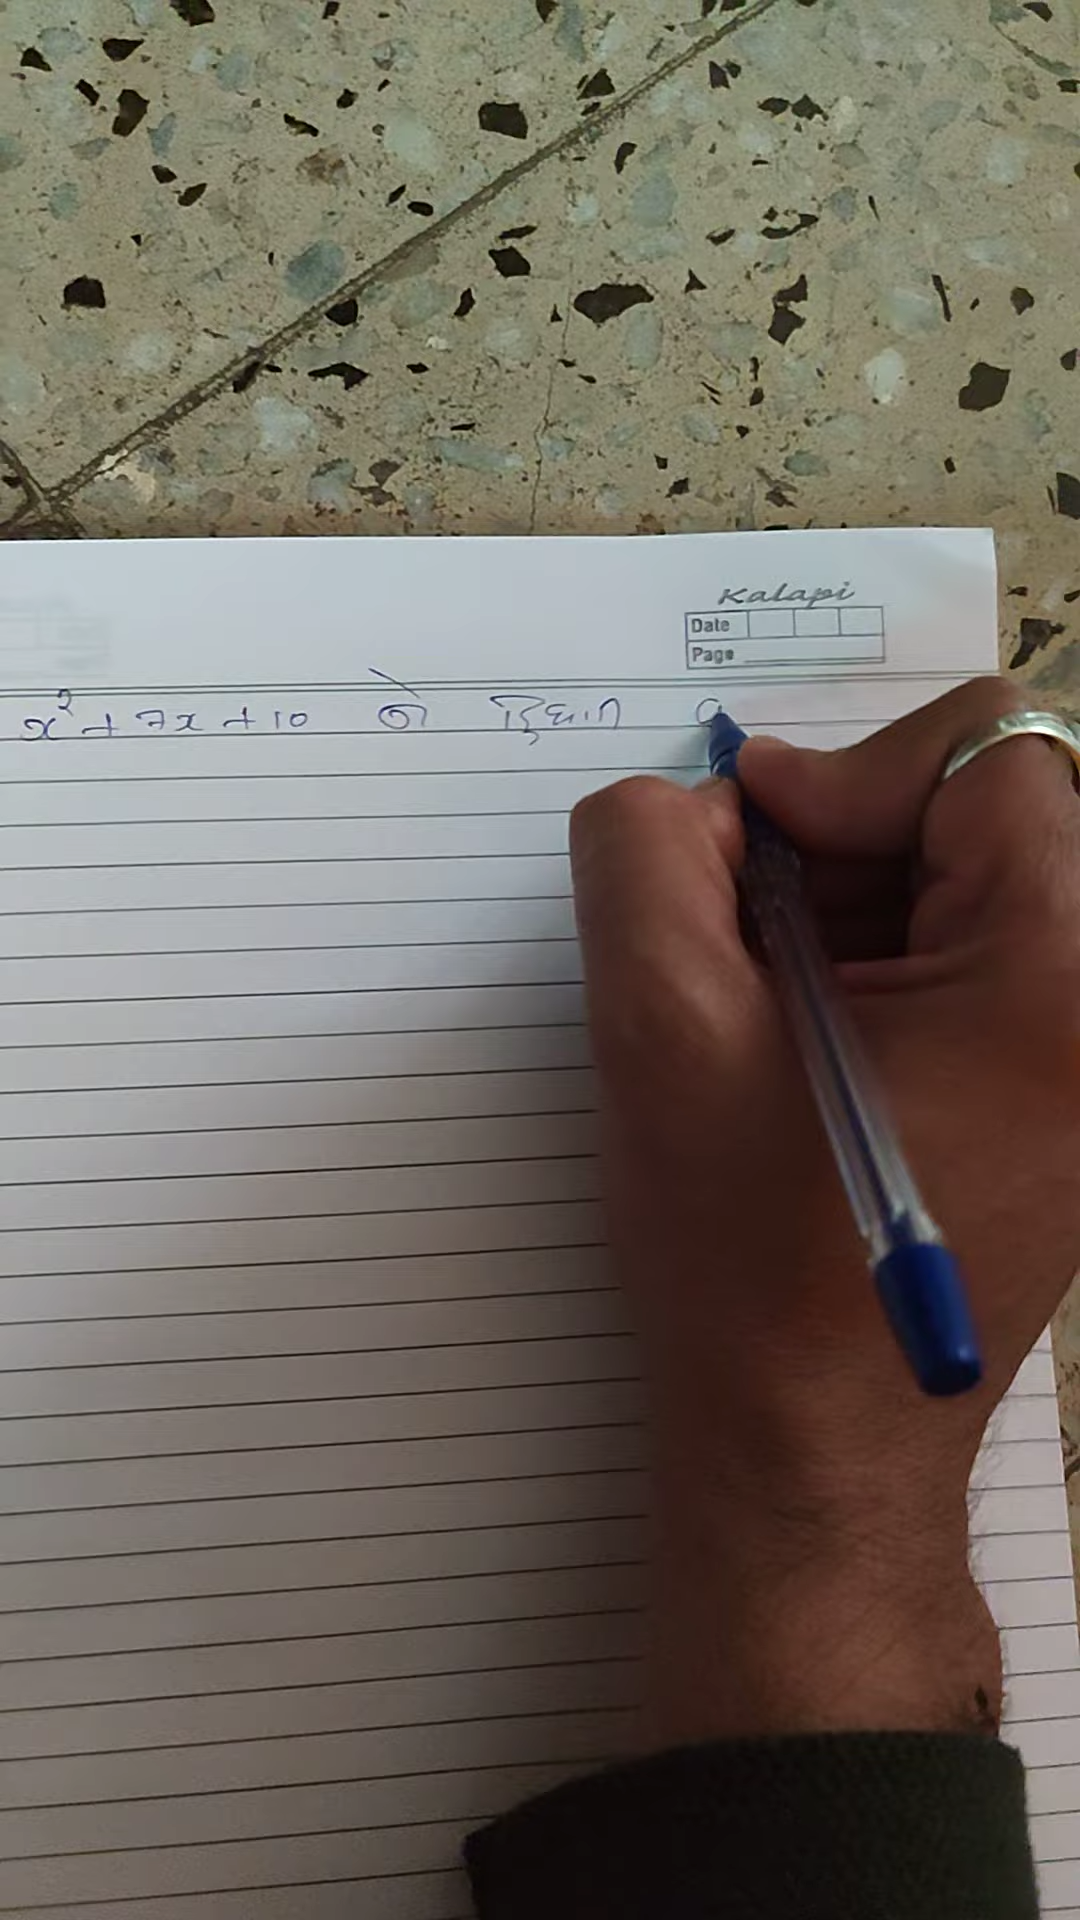 Kalapi
Date
Page
x² + 7x + 10 એ દ્વિઘાત